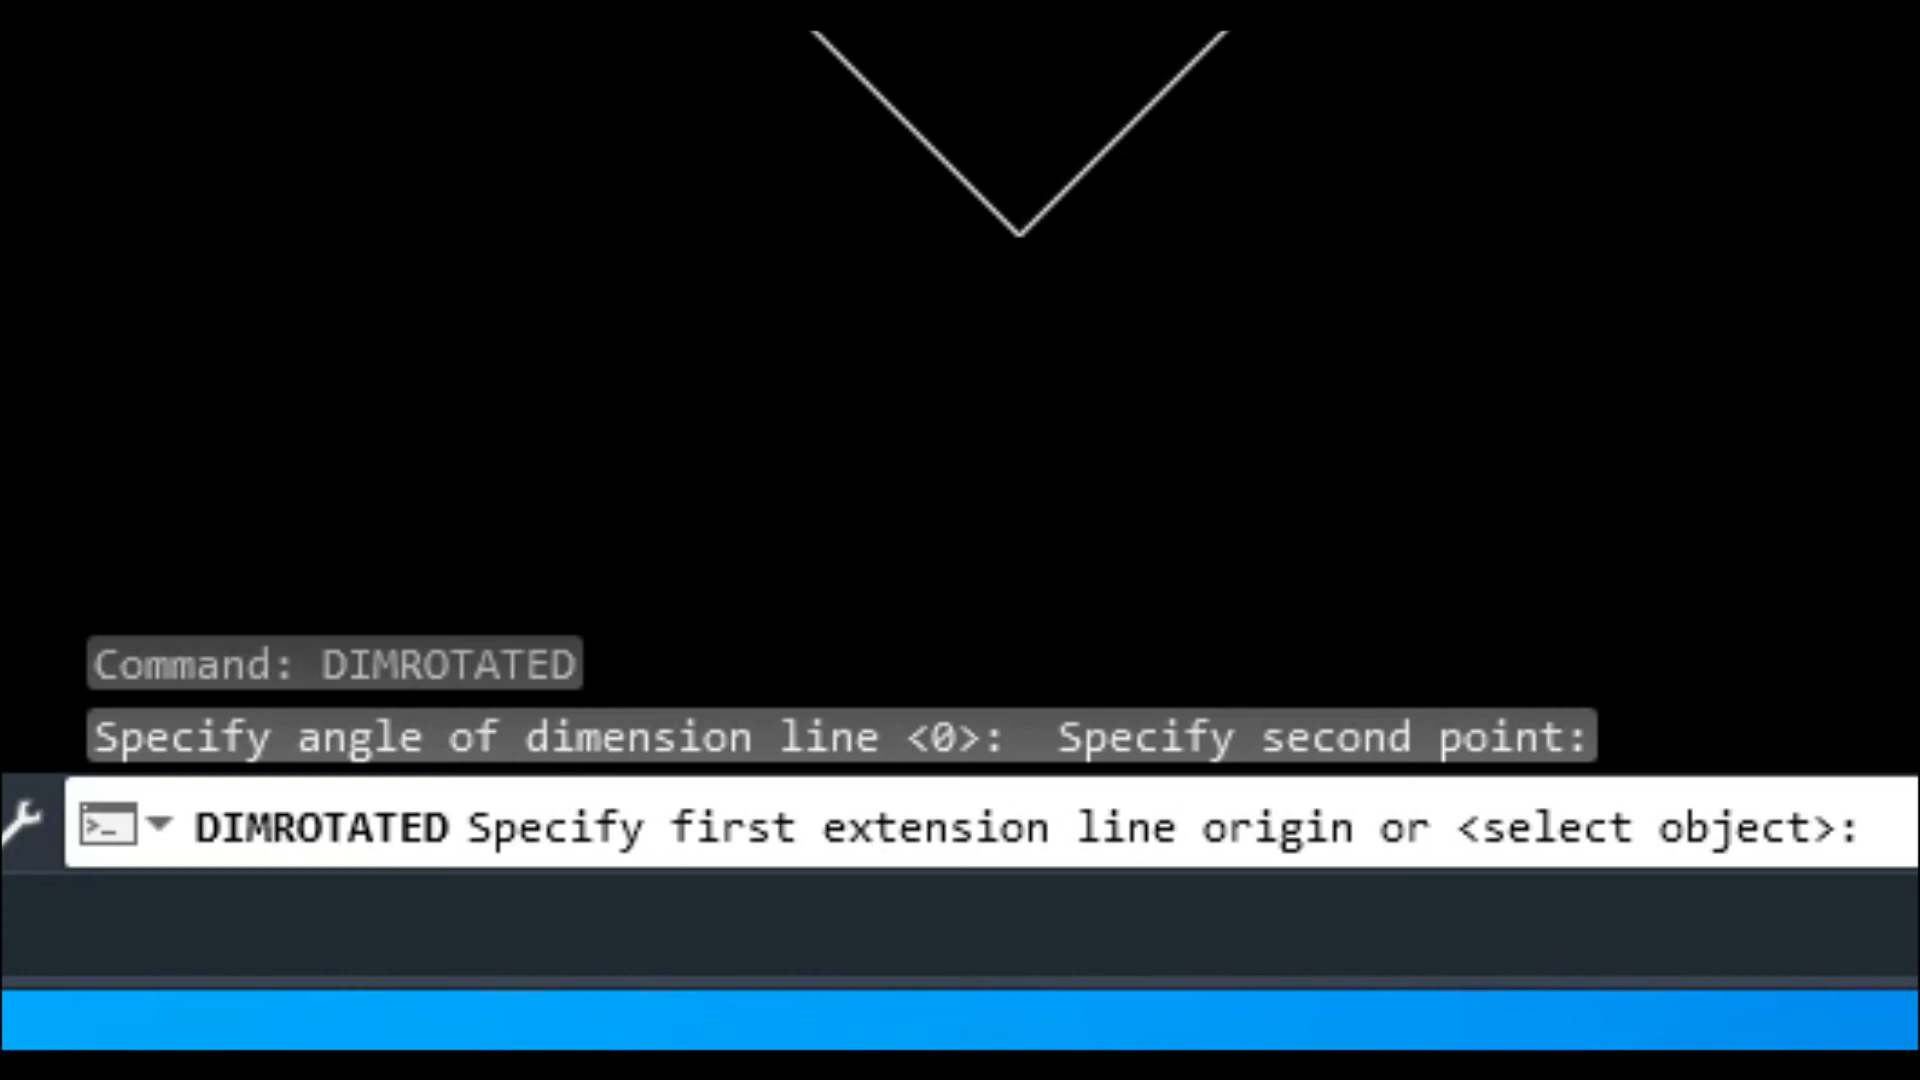 Command: DIMROTATED
Specify angle of dimension line <0>:  Specify second point:
DIMROTATED Specify first extension line origin or <select object>: